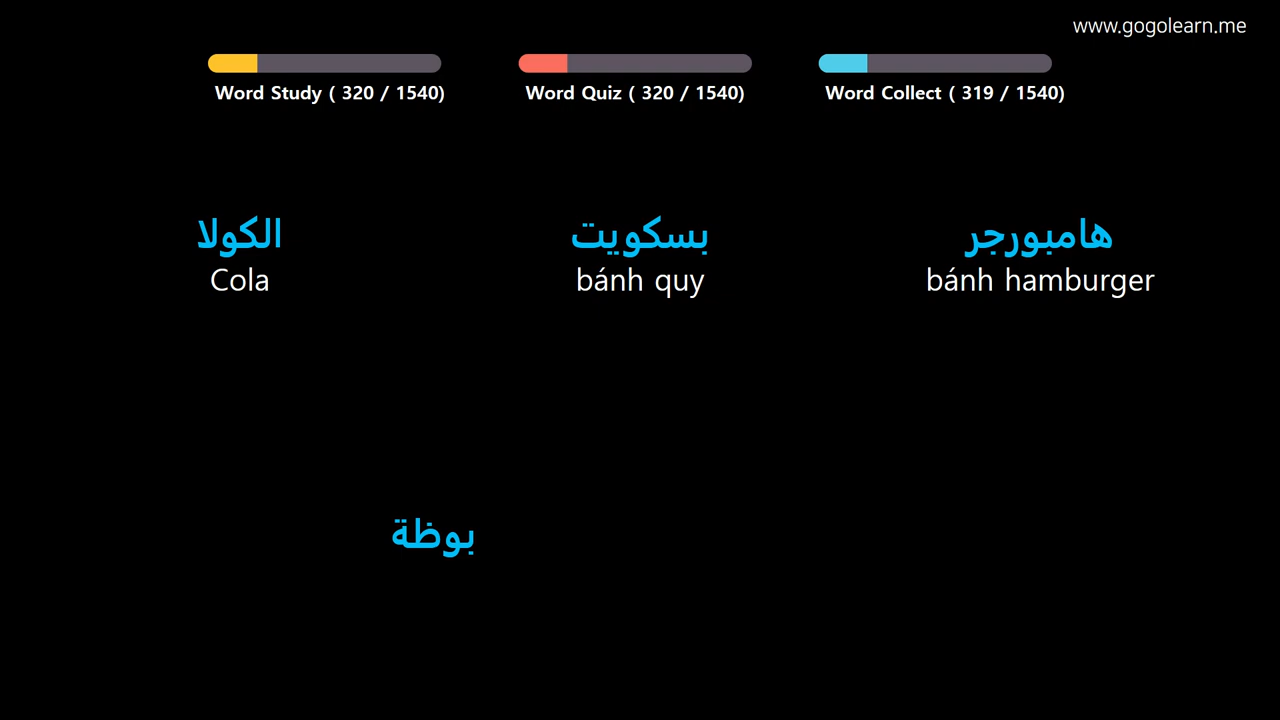 www.gogolearn.me
Word Study ( 320 / 1540)
Word Quiz ( 320 / 1540)
Word Collect ( 319 / 1540)
الكولا
Cola
بسكويت
bánh quy
هامبورجر
bánh hamburger
بوظة